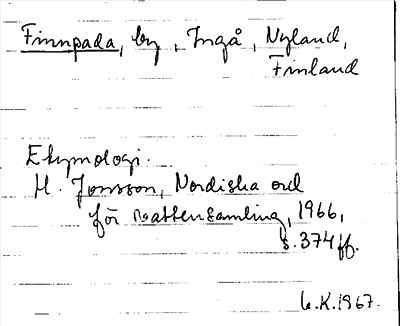 Finnpada, by, Ingå, Nyland,
Finland
Etymologi.
H. Jonsson, Nordiska ord
för vattensamling, 1966,
s. 374 ff.
L.K. 1967.